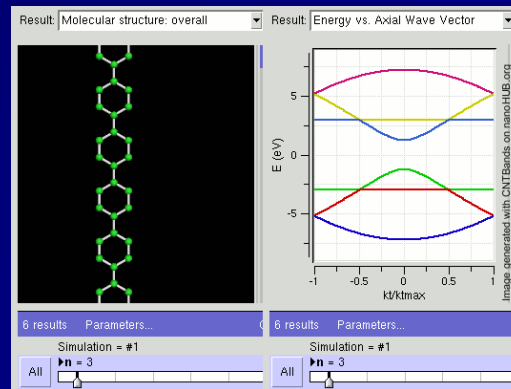 Result: Molecular structure: overall
6 results Parameters...
Simulation = #1
All
n = 3
Result: Energy vs. Axial Wave Vector
E (eV)
5
0
-5
-1 -0.5 0 0.5 1
kt/ktmax
Image generated with CNTBands on nanoHUB.org
6 results Parameters...
Simulation = #1
All
n = 3